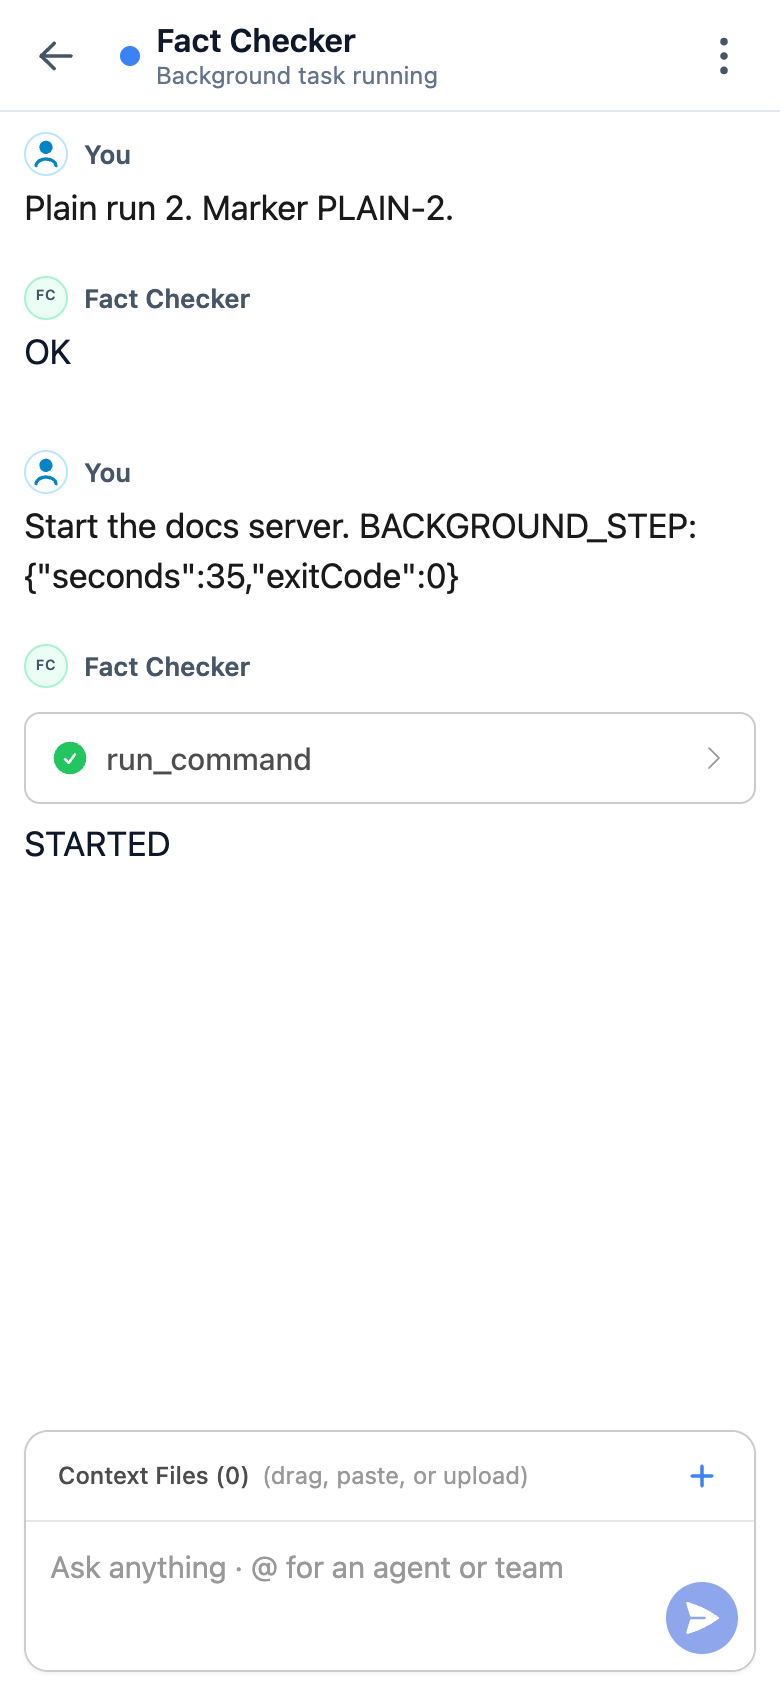 Fact Checker
Background task running
You
Plain run 2. Marker PLAIN-2.
FC
Fact Checker
OK
You
Start the docs server. BACKGROUND_STEP:
{"seconds":35,"exitCode":0}
FC
Fact Checker
run_command
STARTED
Context Files (0) (drag, paste, or upload)
Ask anything · @ for an agent or team